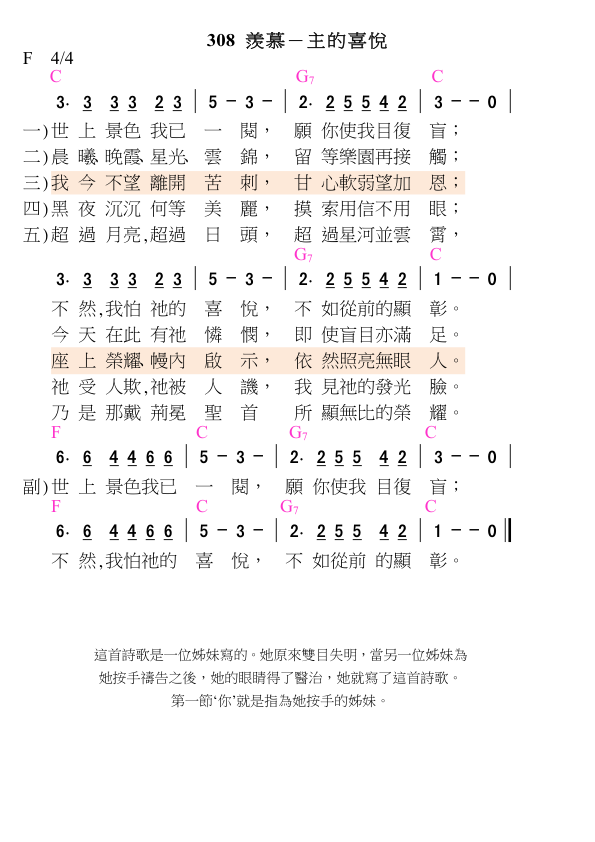 308 羨慕－主的喜悅
F 4/4
C G7 C
3· 3 3 3 2 3 | 5 － 3 － | 2· 2 5 5 4 2 | 3 － － 0 |
一)世上景色我已一閱，願你使我目復盲；
二)晨曦、晚霞、星光、雲錦，留等樂園再接觸；
三)我今不望離開苦刺，甘心軟弱望加恩；
四)黑夜沉沉何等美麗，摸索用信不用眼；
五)超過月亮,超過日頭，超過星河並雲霄，
G7 C
3· 3 3 3 2 3 | 5 － 3 － | 2· 2 5 5 4 2 | 1 － － 0 |
不然,我怕祂的喜悅，不如從前的顯彰。
今天在此有祂憐憫，即使盲目亦滿足。
座上榮耀、幔內啟示，依然照亮無眼人。
祂受人欺,祂被人譏，我見祂的發光臉。
乃是那戴荊冕聖首所顯無比的榮耀。
F C G7 C
6· 6 4 4 6 6 | 5 － 3 － | 2· 2 5 5 4 2 | 3 － － 0 |
副)世上景色我已一閱，願你使我目復盲；
F C G7 C
6· 6 4 4 6 6 | 5 － 3 － | 2· 2 5 5 4 2 | 1 － － 0 ‖
不然,我怕祂的喜悅，不如從前的顯彰。
這首詩歌是一位姊妹寫的。她原來雙目失明，當另一位姊妹為
她按手禱告之後，她的眼睛得了醫治，她就寫了這首詩歌。
第一節‘你’就是指為她按手的姊妹。